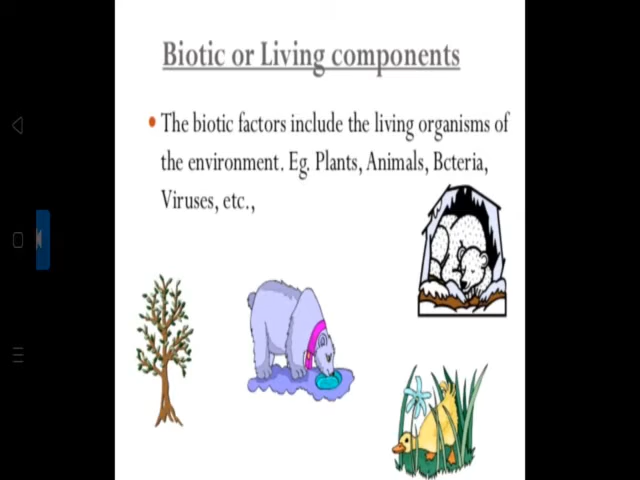 Biotic or Living components
• The biotic factors include the living organisms of
the environment. Eg. Plants, Animals, Bcteria,
Viruses, etc.,